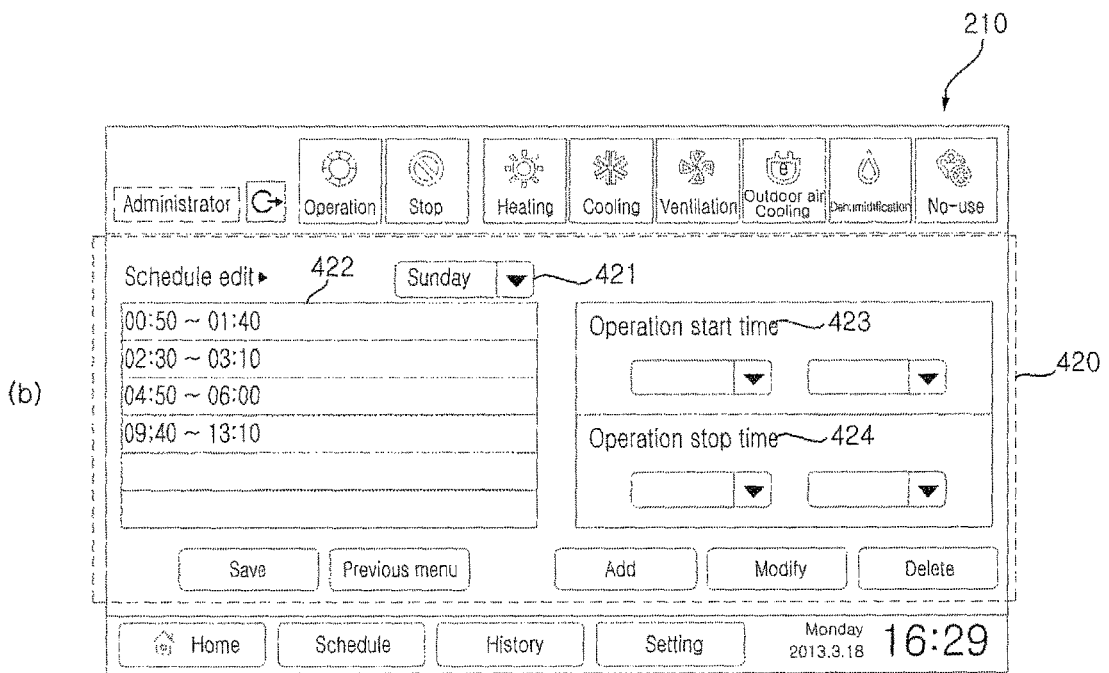 210
Administrator
Operation
Stop
Heating
Cooling
Ventilation
Outdoor air
Cooling
Dehumidification
No-use
Schedule edit▶
422
Sunday
421
00:50 ~ 01:40
02:30 ~ 03:10
04:50 ~ 06:00
09:40 ~ 13:10
Operation start time
423
Operation stop time
424
420
(b)
Save
Previous menu
Add
Modify
Delete
Home
Schedule
History
Setting
Monday
2013.3.18
16:29